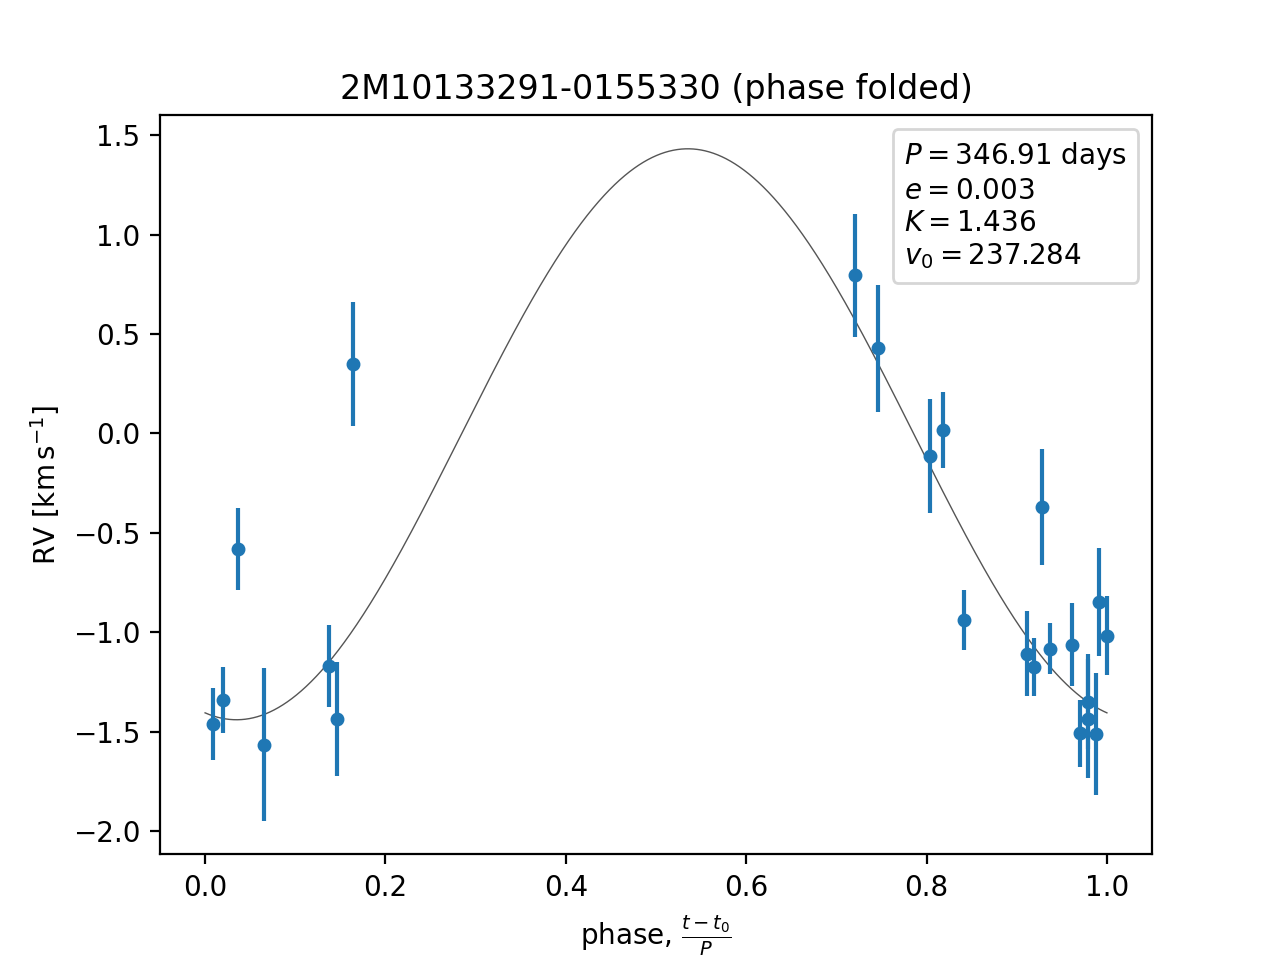 2M10133291-0155330 (phase folded)
P = 346.91 days
e = 0.003
K = 1.436
v₀ = 237.284
RV [km s⁻¹]
1.5
1.0
0.5
0.0
−0.5
−1.0
−1.5
−2.0
0.0 0.2 0.4 0.6 0.8 1.0
phase, (t − t₀)/P